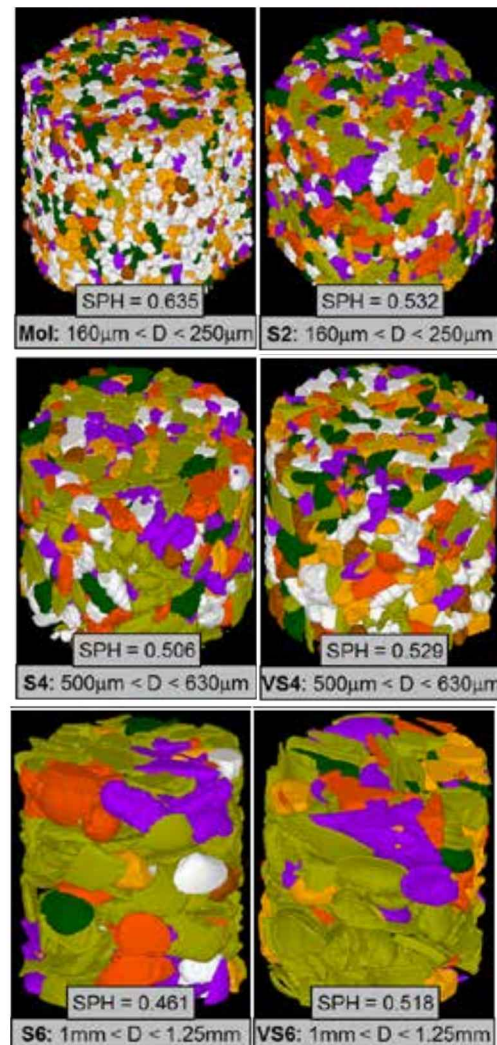 SPH = 0.635
Mol: 160µm < D < 250µm
SPH = 0.532
S2: 160µm < D < 250µm
SPH = 0.506
S4: 500µm < D < 630µm
SPH = 0.529
VS4: 500µm < D < 630µm
SPH = 0.461
S6: 1mm < D < 1.25mm
SPH = 0.518
VS6: 1mm < D < 1.25mm